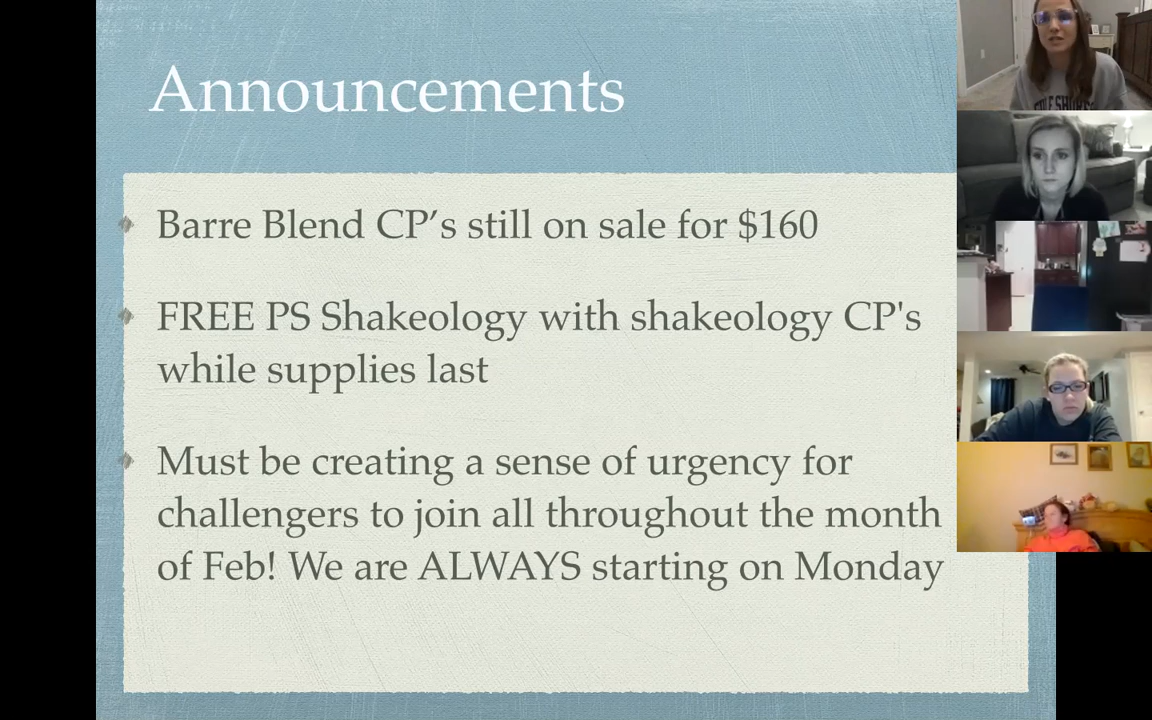 Announcements
Barre Blend CP’s still on sale for $160
FREE PS Shakeology with shakeology CP's
while supplies last
Must be creating a sense of urgency for
challengers to join all throughout the month
of Feb! We are ALWAYS starting on Monday